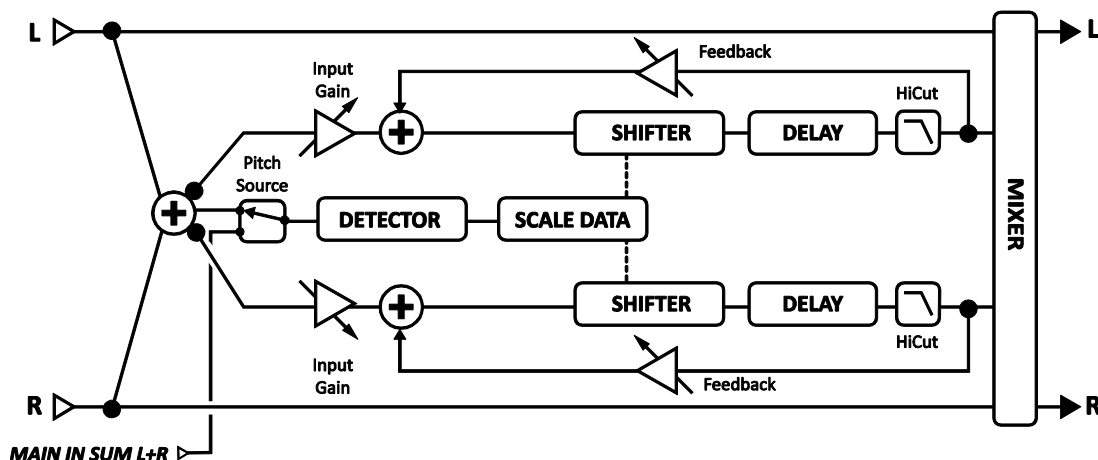 L
L
Feedback
Input
Gain
HiCut
+
SHIFTER
DELAY
Pitch
Source
MIXER
+
DETECTOR
SCALE DATA
+
SHIFTER
DELAY
HiCut
Input
Gain
Feedback
R
R
MAIN IN SUM L+R